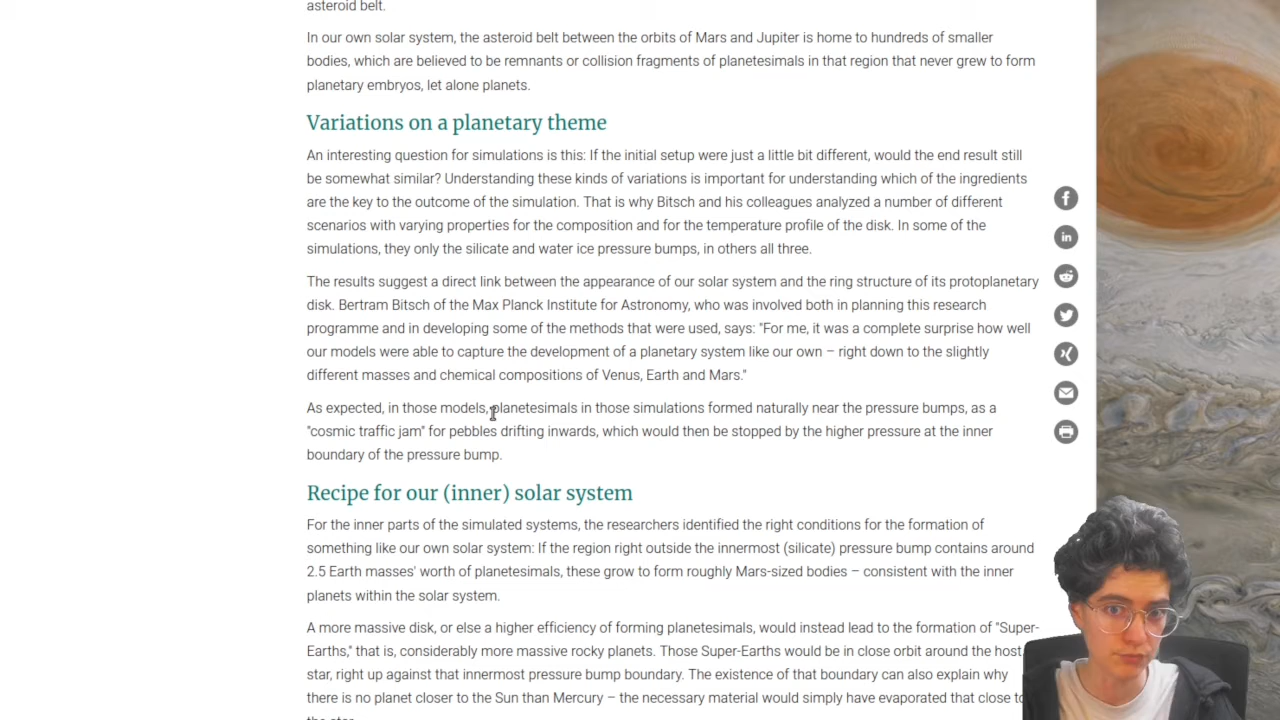 asteroid belt.
In our own solar system, the asteroid belt between the orbits of Mars and Jupiter is home to hundreds of smaller
bodies, which are believed to be remnants or collision fragments of planetesimals in that region that never grew to form
planetary embryos, let alone planets.
Variations on a planetary theme
An interesting question for simulations is this: If the initial setup were just a little bit different, would the end result still
be somewhat similar? Understanding these kinds of variations is important for understanding which of the ingredients
are the key to the outcome of the simulation. That is why Bitsch and his colleagues analyzed a number of different
scenarios with varying properties for the composition and for the temperature profile of the disk. In some of the
simulations, they only the silicate and water ice pressure bumps, in others all three.
The results suggest a direct link between the appearance of our solar system and the ring structure of its protoplanetary
disk. Bertram Bitsch of the Max Planck Institute for Astronomy, who was involved both in planning this research
programme and in developing some of the methods that were used, says: "For me, it was a complete surprise how well
our models were able to capture the development of a planetary system like our own – right down to the slightly
different masses and chemical compositions of Venus, Earth and Mars."
As expected, in those models, planetesimals in those simulations formed naturally near the pressure bumps, as a
"cosmic traffic jam" for pebbles drifting inwards, which would then be stopped by the higher pressure at the inner
boundary of the pressure bump.
Recipe for our (inner) solar system
For the inner parts of the simulated systems, the researchers identified the right conditions for the formation of
something like our own solar system: If the region right outside the innermost (silicate) pressure bump contains around
2.5 Earth masses' worth of planetesimals, these grow to form roughly Mars-sized bodies – consistent with the inner
planets within the solar system.
A more massive disk, or else a higher efficiency of forming planetesimals, would instead lead to the formation of "Super-
Earths," that is, considerably more massive rocky planets. Those Super-Earths would be in close orbit around the host
star, right up against that innermost pressure bump boundary. The existence of that boundary can also explain why
there is no planet closer to the Sun than Mercury – the necessary material would simply have evaporated that close to